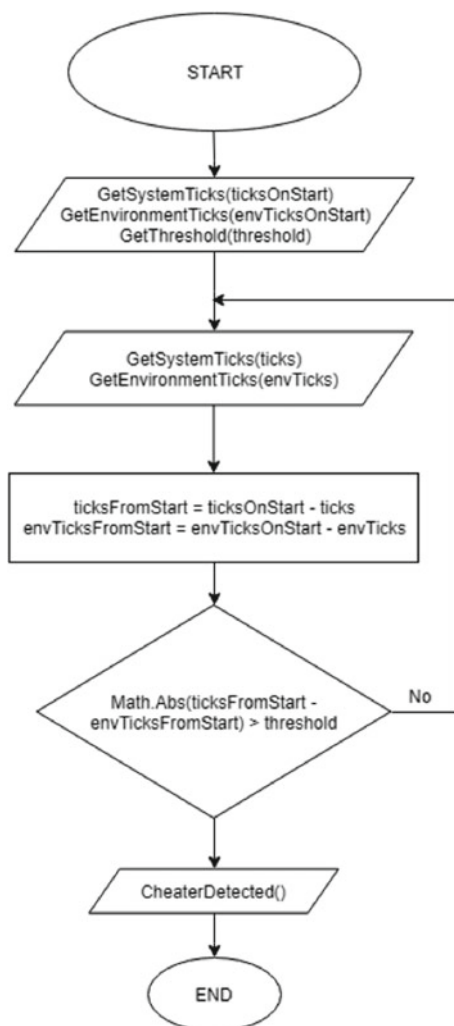 START
GetSystemTicks(ticksOnStart)
GetEnvironmentTicks(envTicksOnStart)
GetThreshold(threshold)
GetSystemTicks(ticks)
GetEnvironmentTicks(envTicks)
ticksFromStart = ticksOnStart - ticks
envTicksFromStart = envTicksOnStart - envTicks
Math.Abs(ticksFromStart -
envTicksFromStart) > threshold
No
CheaterDetected()
END